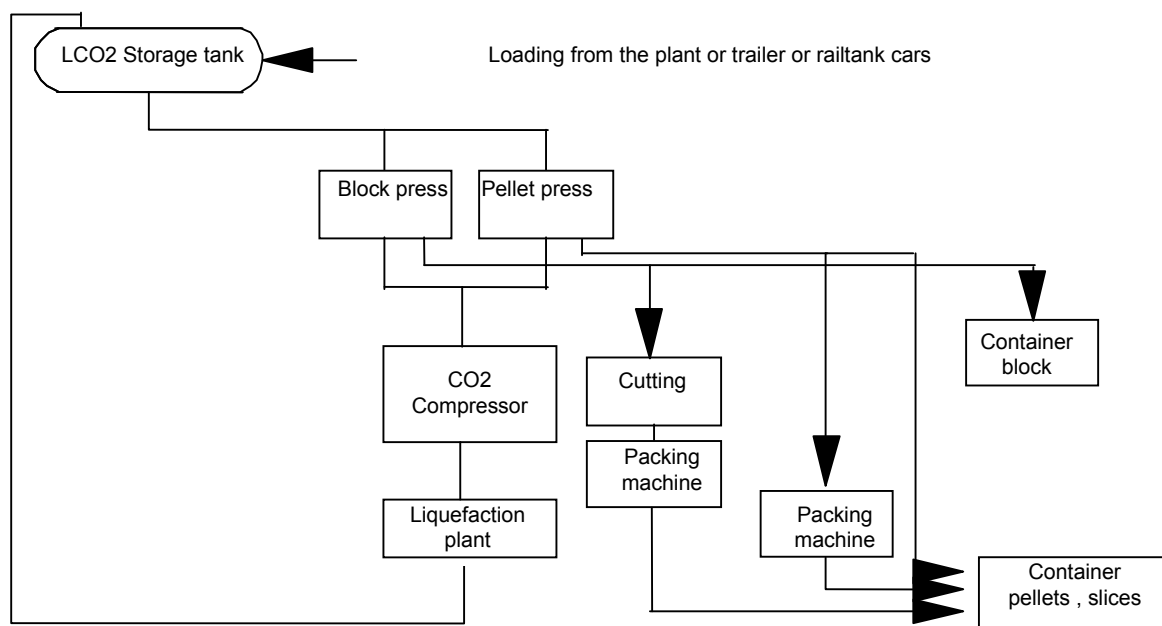 LCO2 Storage tank
Loading from the plant or trailer or railtank cars
Block press
Pellet press
Container
block
CO2
Compressor
Cutting
Packing
machine
Liquefaction
plant
Packing
machine
Container
pellets , slices